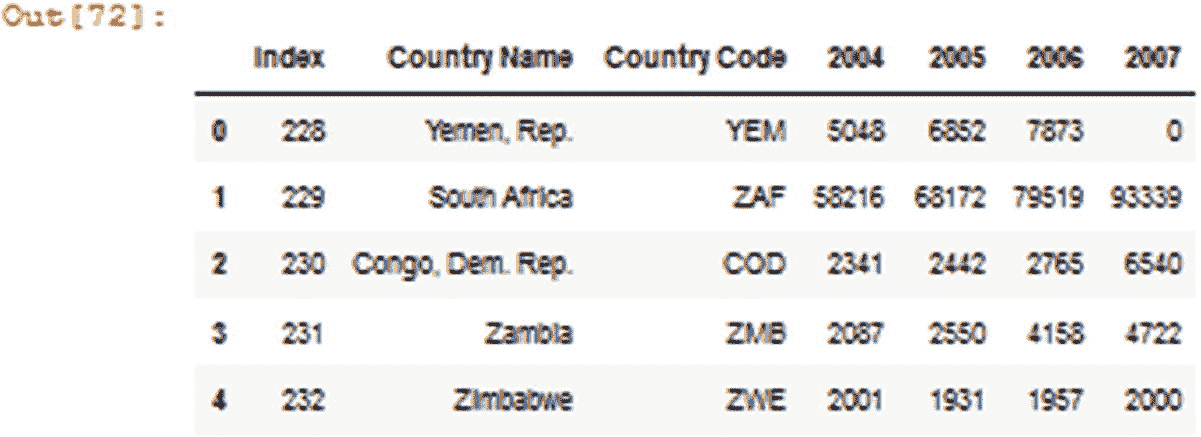 Out[72]:
Index Country Name Country Code 2004 2005 2006 2007
0 228 Yemen, Rep. YEM 5048 6852 7873 0
1 229 South Africa ZAF 58216 68172 79519 93339
2 230 Congo, Dem. Rep. COD 2341 2442 2765 6540
3 231 Zambia ZMB 2087 2550 4158 4722
4 232 Zimbabwe ZWE 2001 1931 1957 2000